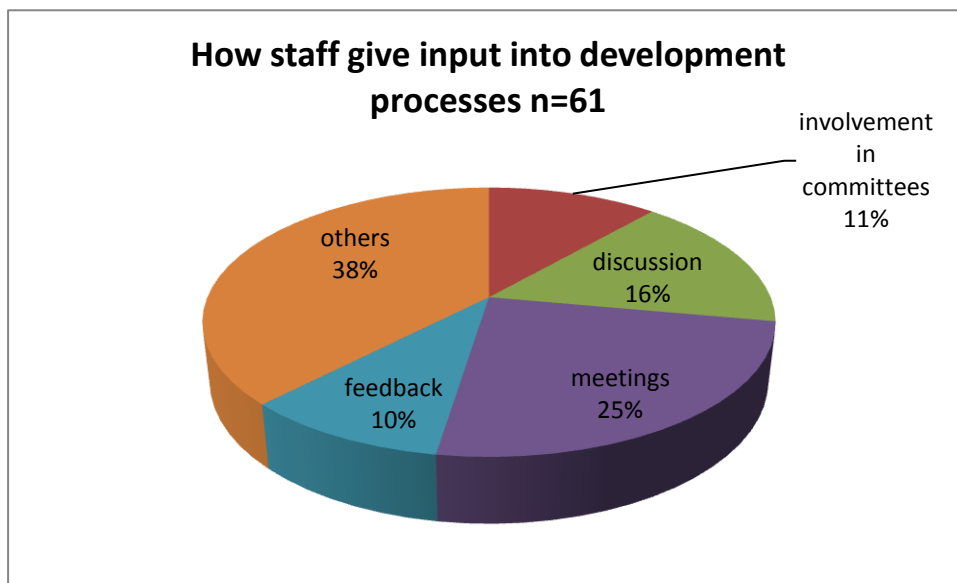 How staff give input into development
processes n=61
involvement
in
committees
11%
others
38%
discussion
16%
feedback
10%
meetings
25%